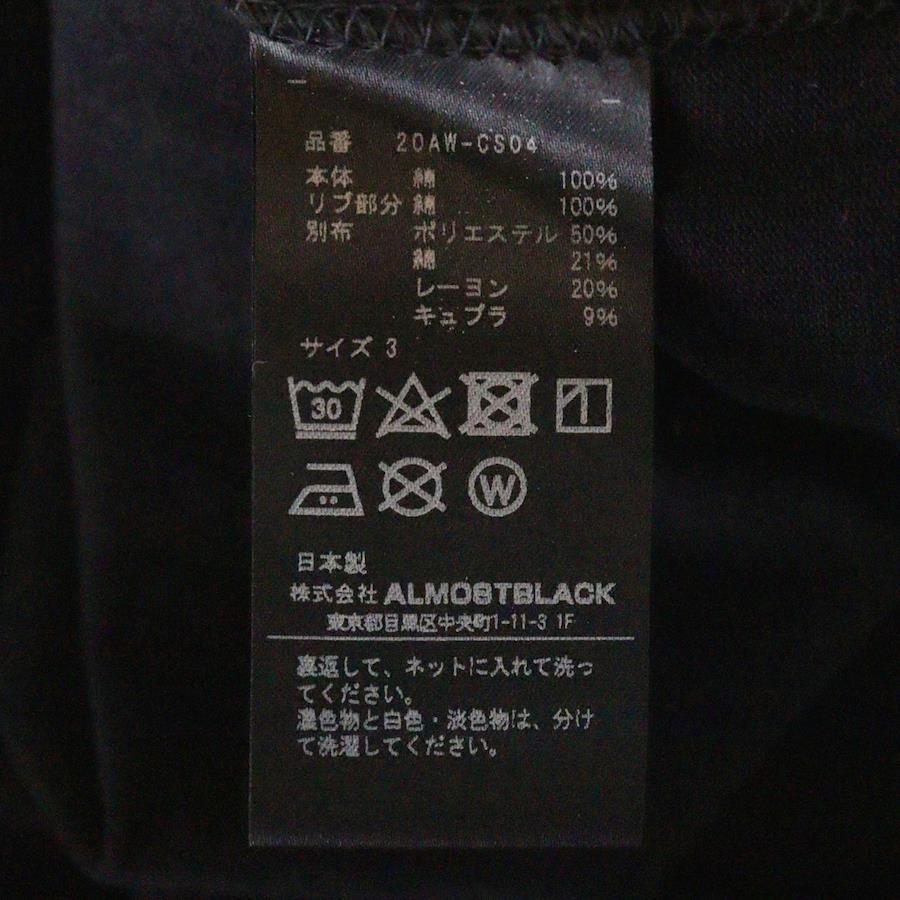 品番 20AW-CS04
本体 綿 100%
リブ部分 綿 100%
別布 ポリエステル 50%
綿 21%
レーヨン 20%
キュプラ 9%
サイズ 3
30
W
日本製
株式会社 ALMOSTBLACK
東京都目黒区中央町1-11-3 1F
裏返して、ネットに入れて洗っ
てください。
濃色物と白色・淡色物は、分け
て洗濯してください。